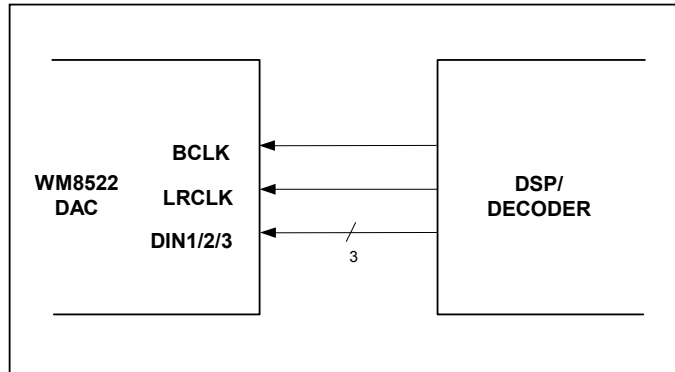 BCLK
WM8522
DAC
LRCLK
DIN1/2/3
3
DSP/
DECODER